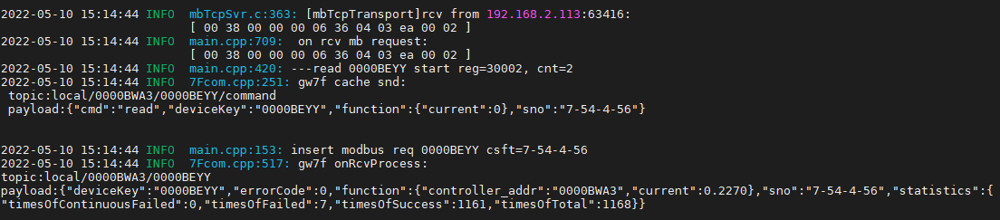 2022-05-10 15:14:44 INFO  mbTcpSvr.c:363: [mbTcpTransport]rcv from 192.168.2.113:63416:
[ 00 38 00 00 00 06 36 04 03 ea 00 02 ]
2022-05-10 15:14:44 INFO  main.cpp:709:  on rcv mb request:
[ 00 38 00 00 00 06 36 04 03 ea 00 02 ]
2022-05-10 15:14:44 INFO  main.cpp:420: ---read 0000BEYY start reg=30002, cnt=2
2022-05-10 15:14:44 INFO  7Fcom.cpp:251: gw7f cache snd:
topic:local/0000BWA3/0000BEYY/command
payload:{"cmd":"read","deviceKey":"0000BEYY","function":{"current":0},"sno":"7-54-4-56"}
2022-05-10 15:14:44 INFO  main.cpp:153: insert modbus req 0000BEYY csft=7-54-4-56
2022-05-10 15:14:44 INFO  7Fcom.cpp:517: gw7f onRcvProcess:
topic:local/0000BWA3/0000BEYY
payload:{"deviceKey":"0000BEYY","errorCode":0,"function":{"controller_addr":"0000BWA3","current":0.2270},"sno":"7-54-4-56","statistics":{
"timesOfContinuousFailed":0,"timesOfFailed":7,"timesOfSuccess":1161,"timesOfTotal":1168}}